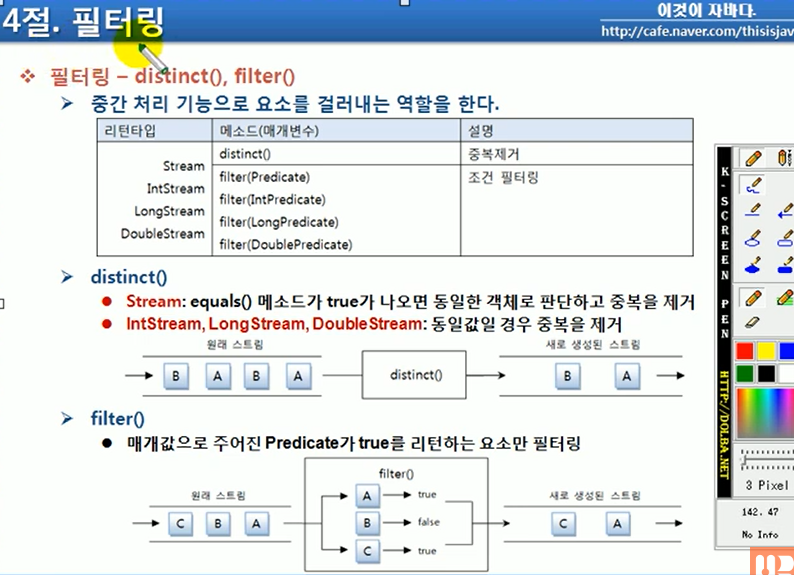 4절. 필터링
이것이 자바다.
http://cafe.naver.com/thisisjav
필터링 – distinct(), filter()
중간 처리 기능으로 요소를 걸러내는 역할을 한다.
리턴타입 메소드(매개변수) 설명
distinct() 중복제거
Stream
filter(Predicate) 조건 필터링
IntStream
filter(IntPredicate)
LongStream
filter(LongPredicate)
DoubleStream
filter(DoublePredicate)
distinct()
Stream: equals() 메소드가 true가 나오면 동일한 객체로 판단하고 중복을 제거
IntStream, LongStream, DoubleStream: 동일값일 경우 중복을 제거
원래 스트림 새로 생성된 스트림
B A B A distinct() B A
filter()
매개값으로 주어진 Predicate가 true를 리턴하는 요소만 필터링
filter()
원래 스트림 새로 생성된 스트림
A true
C B A B false C A
C true
K-SCREEN PEN
HTTP://DOLBA.NET
3 Pixel
142. 47
No Info